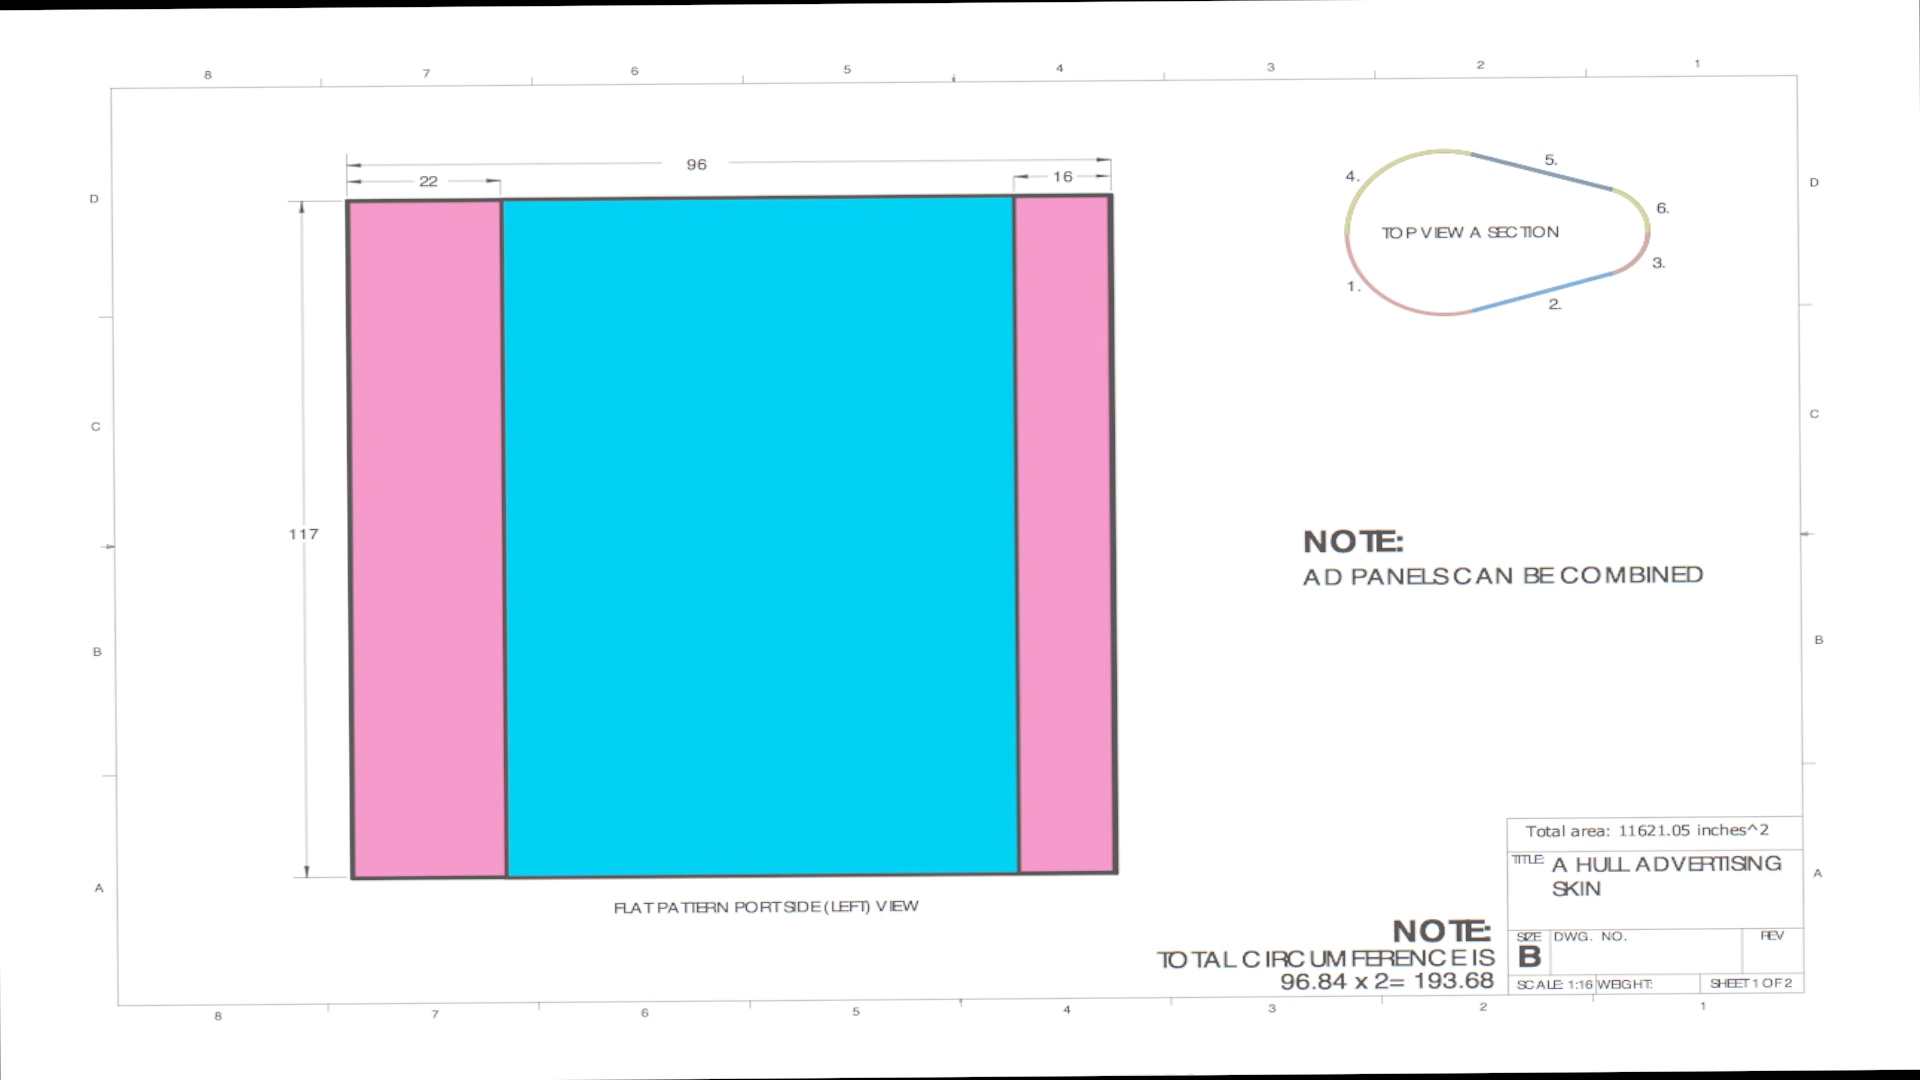 8 7 6 5 4 3 2 1
96
22
16
D
D
4.
5.
6.
TOP VIEW A SECTION
3.
1.
2.
C
C
117
NOTE:
AD PANELS CAN BE COMBINED
B
B
Total area: 11621.05 inches^2
TITLE:
A HULL ADVERTISING
SKIN
A
A
FLAT PATTERN PORT SIDE (LEFT) VIEW
NOTE:
TOTAL CIRCUMFERENCE IS
96.84 x 2= 193.68
SIZE
B
DWG. NO.
REV
SCALE: 1:16 WEIGHT:
SHEET 1 OF 2
8 7 6 5 4 3 2 1